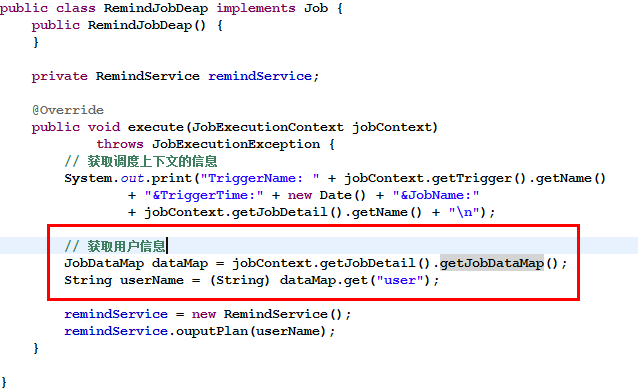 public class RemindJobDeap implements Job {
public RemindJobDeap() {
}
private RemindService remindService;
@Override
public void execute(JobExecutionContext jobContext)
throws JobExecutionException {
// 获取调度上下文的信息
System.out.print("TriggerName: " + jobContext.getTrigger().getName()
+ "&TriggerTime:" + new Date() + "&JobName:"
+ jobContext.getJobDetail().getName() + "\n");
// 获取用户信息
JobDataMap dataMap = jobContext.getJobDetail().getJobDataMap();
String userName = (String) dataMap.get("user");
remindService = new RemindService();
remindService.ouputPlan(userName);
}
}